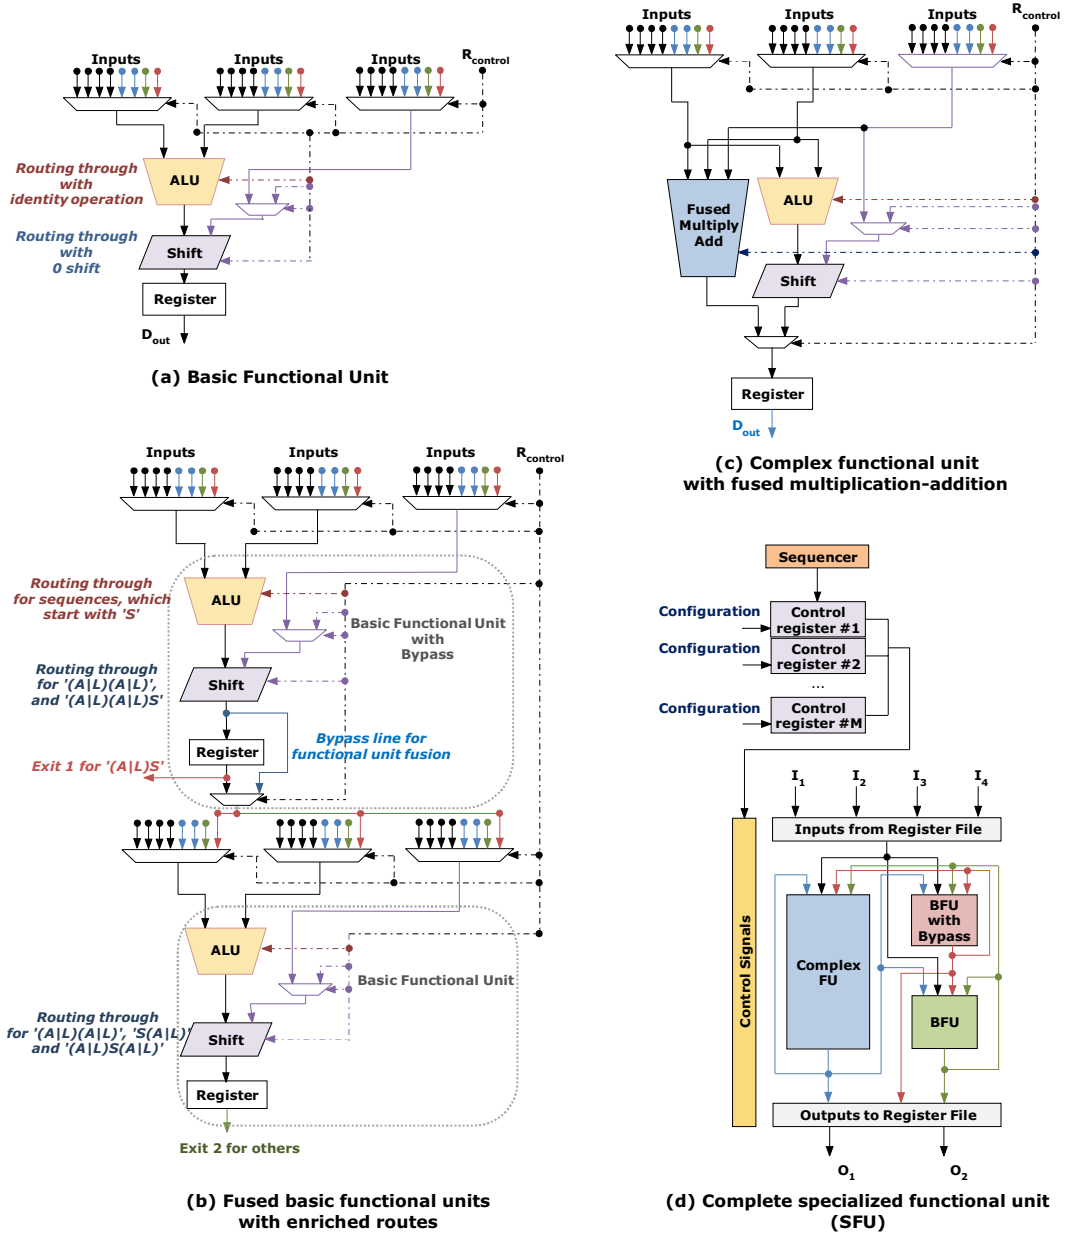 Inputs
Inputs
Inputs
R_control
Routing through
with
identity operation
ALU
Routing through
with
0 shift
Shift
Register
D_out
(a) Basic Functional Unit
Inputs
Inputs
Inputs
R_control
Fused
Multiply
Add
ALU
Shift
Register
D_out
(c) Complex functional unit
with fused multiplication-addition
Inputs
Inputs
Inputs
R_control
Routing through
for sequences, which
start with 'S'
ALU
Basic Functional Unit
with
Bypass
Routing through
for '(A|L)(A|L)',
and '(A|L)(A|L)S'
Shift
Register
Bypass line for
functional unit fusion
Exit 1 for '(A|L)S'
ALU
Basic Functional Unit
Routing through
for '(A|L)(A|L)', 'S(A|L)'
and '(A|L)S(A|L)'
Shift
Register
Exit 2 for others
(b) Fused basic functional units
with enriched routes
Sequencer
Configuration
Control
register #1
Configuration
Control
register #2
...
Configuration
Control
register #M
I1
I2
I3
I4
Inputs from Register File
Control Signals
Complex
FU
BFU
with
Bypass
BFU
Outputs to Register File
O1
O2
(d) Complete specialized functional unit
(SFU)